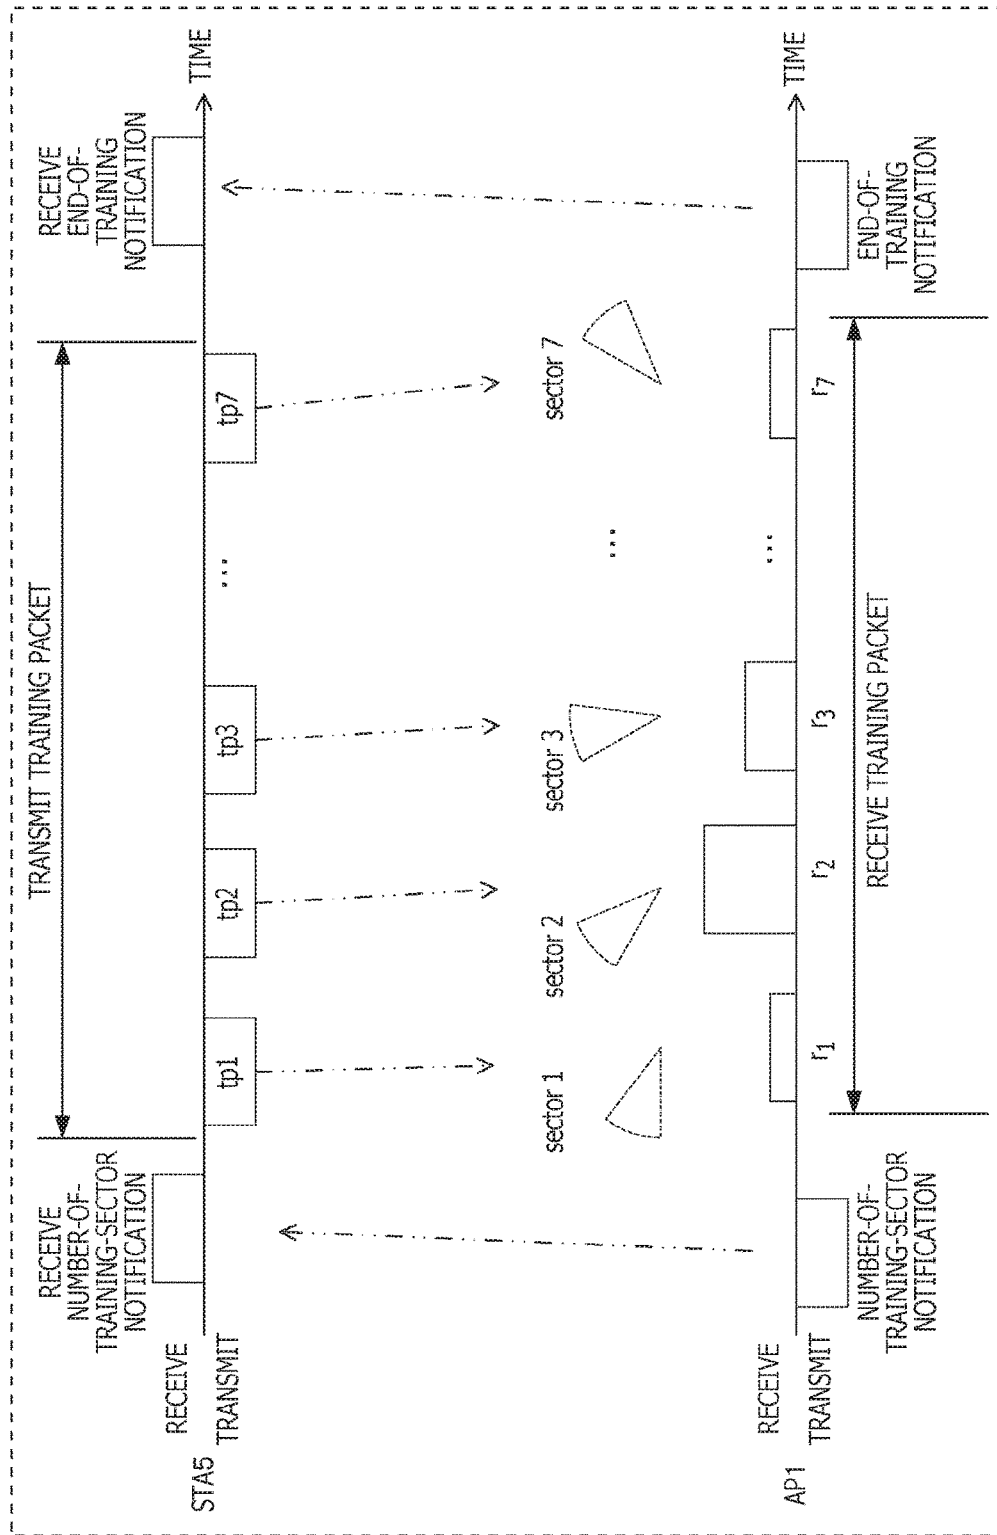 STA5
RECEIVE
TRANSMIT
RECEIVE
NUMBER-OF-
TRAINING-SECTOR
NOTIFICATION
TRANSMIT TRAINING PACKET
tp1
tp2
tp3
...
tp7
RECEIVE
END-OF-
TRAINING
NOTIFICATION
TIME
sector 1
sector 2
sector 3
...
sector 7
AP1
RECEIVE
TRANSMIT
NUMBER-OF-
TRAINING-SECTOR
NOTIFICATION
r1
r2
r3
...
r7
RECEIVE TRAINING PACKET
END-OF-
TRAINING
NOTIFICATION
TIME